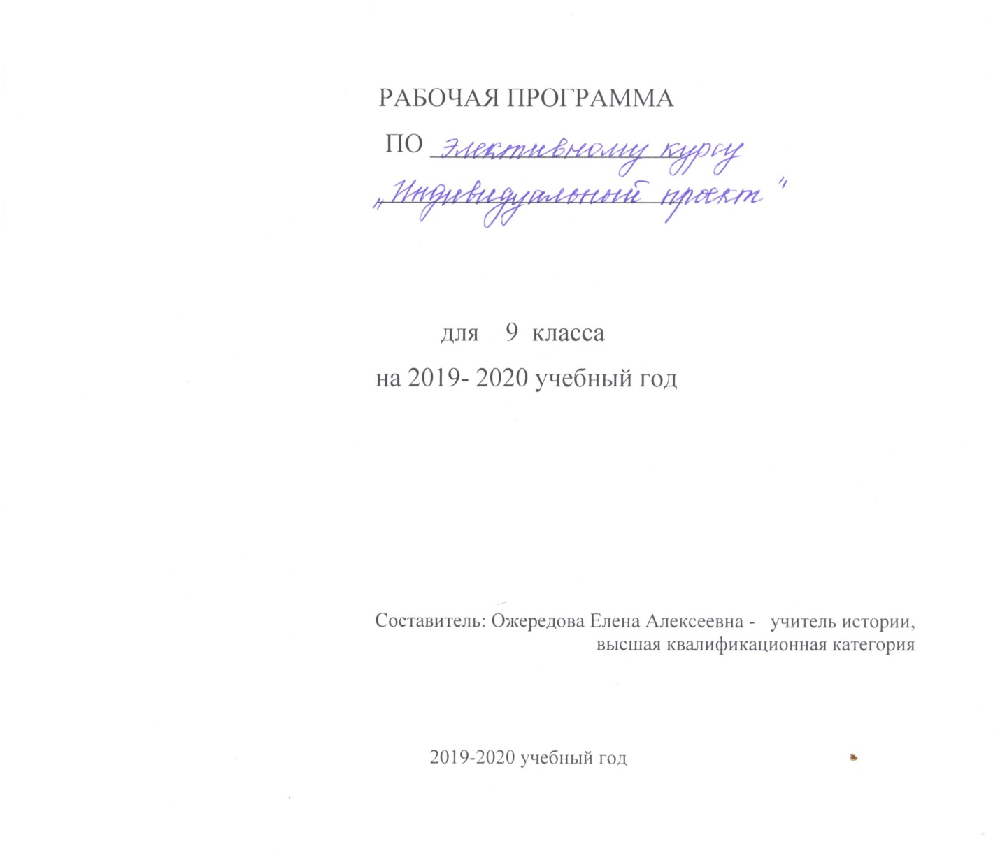 РАБОЧАЯ ПРОГРАММА
ПО элективному курсу
„Индивидуальный проект"
для 9 класса
на 2019- 2020 учебный год
Составитель: Ожередова Елена Алексеевна - учитель истории,
высшая квалификационная категория
2019-2020 учебный год